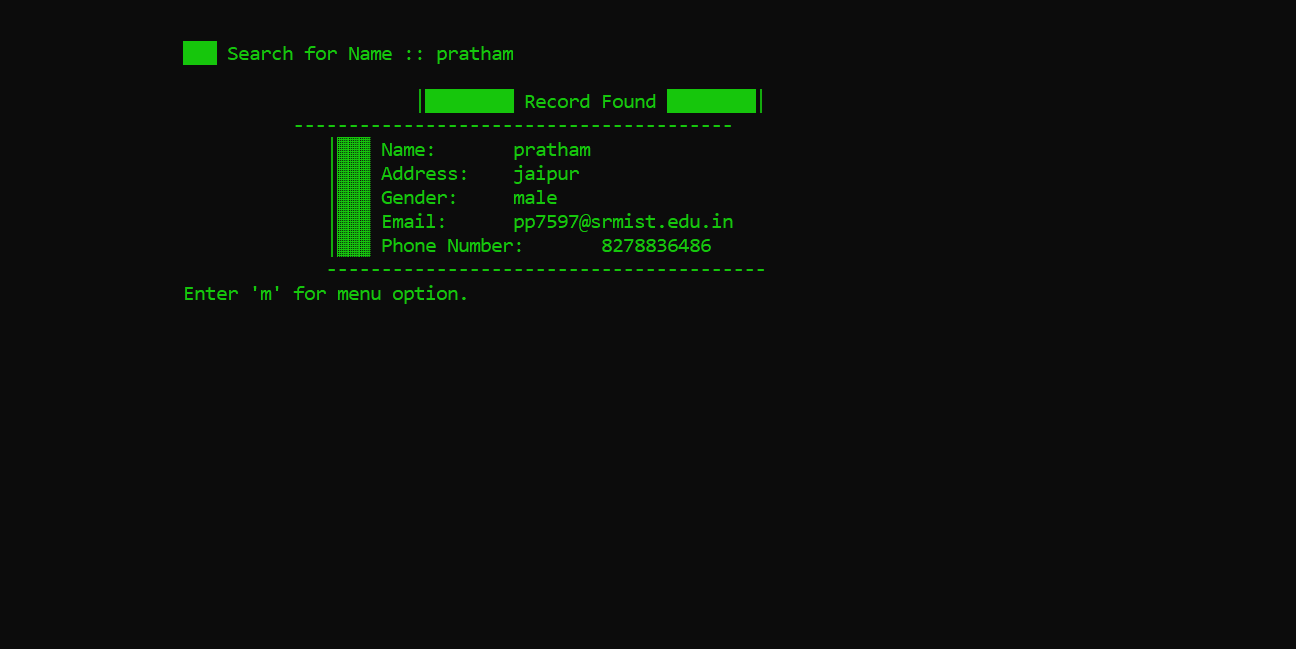 Search for Name :: pratham
Record Found
---------------------------------------
Name: pratham
Address: jaipur
Gender: male
Email: pp7597@srmist.edu.in
Phone Number: 8278836486
---------------------------------------
Enter 'm' for menu option.